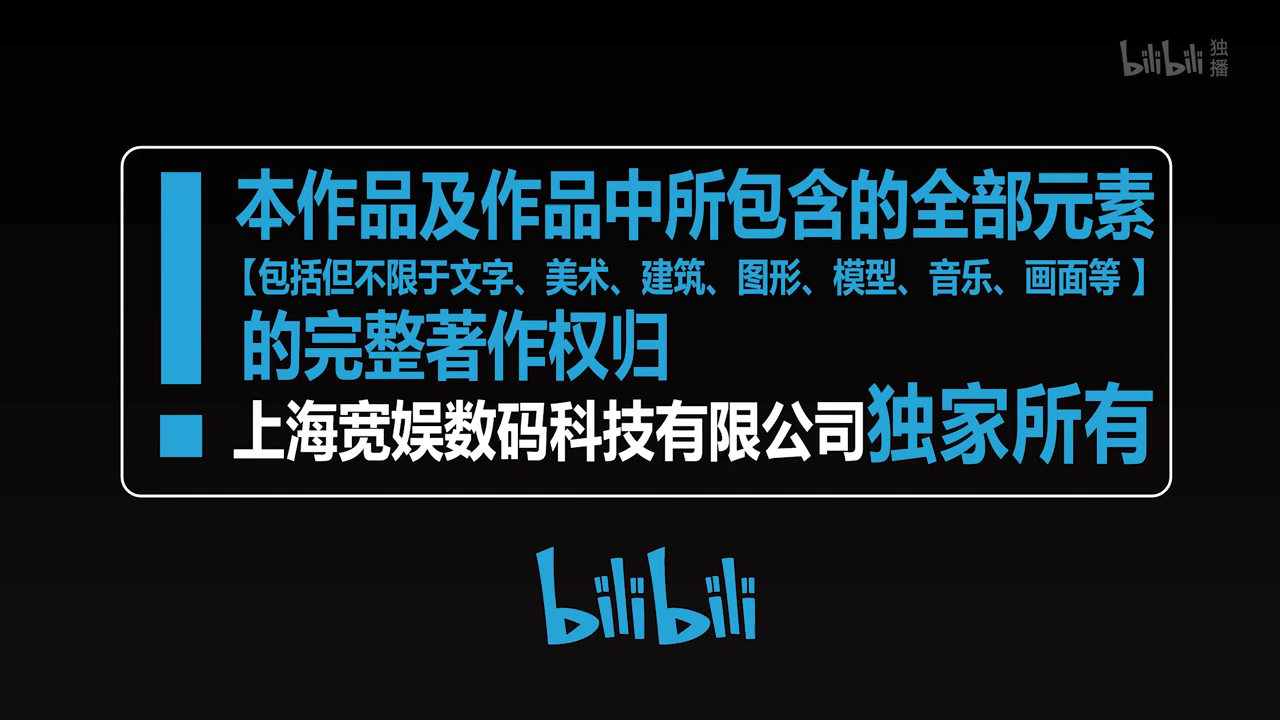 bilibili 独播
本作品及作品中所包含的全部元素
【包括但不限于文字、美术、建筑、图形、模型、音乐、画面等 】
的完整著作权归
上海宽娱数码科技有限公司独家所有
bilibili